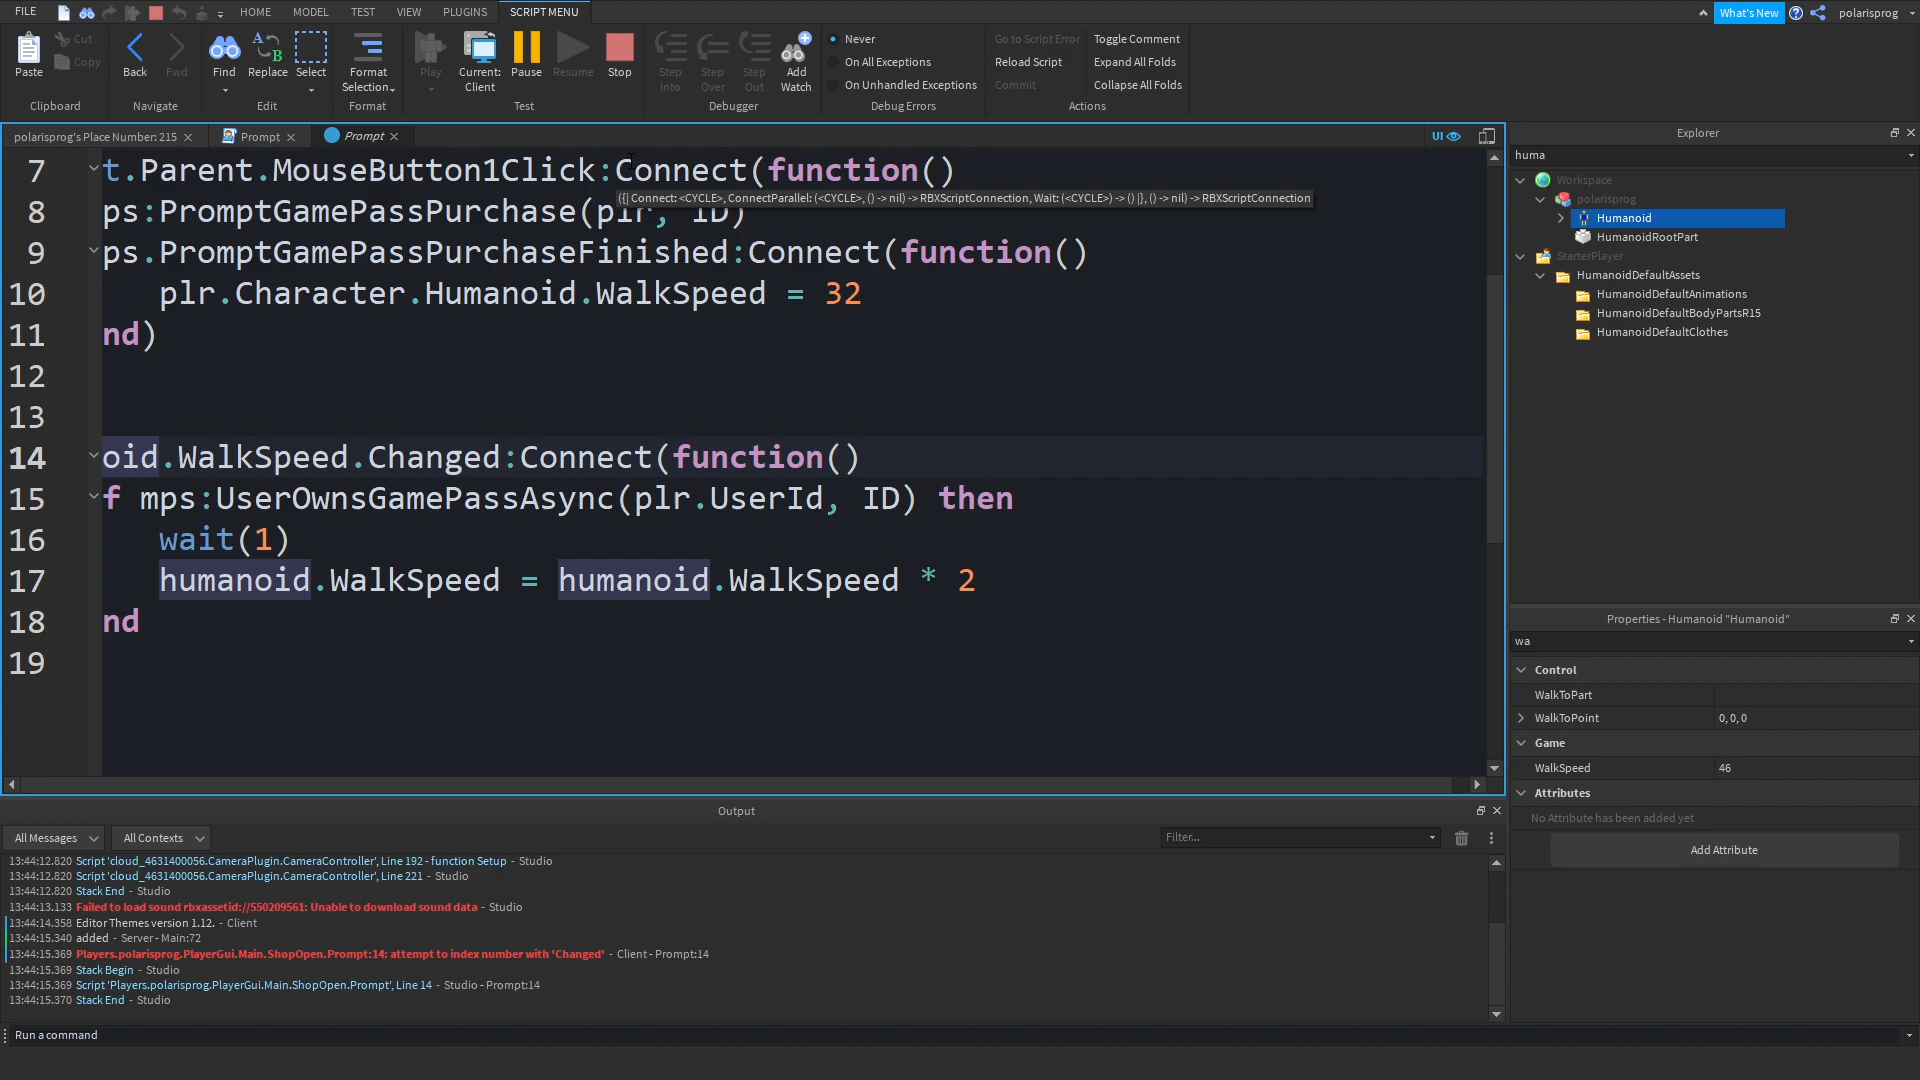 FILE HOME MODEL TEST VIEW PLUGINS SCRIPT MENU What's New polarisprog
Paste Cut Copy Back Fwd Find Replace Select Format Selection Play Current: Client Pause Resume Stop Step Into Step Over Step Out Add Watch
Never
On All Exceptions
On Unhandled Exceptions
Go to Script Error
Reload Script
Commit
Toggle Comment
Expand All Folds
Collapse All Folds
Clipboard Navigate Edit Format Test Debugger Debug Errors Actions
polarisprog's Place Number: 215 Prompt Prompt UI
7 t.Parent.MouseButton1Click:Connect(function()
({| Connect: <CYCLE>, ConnectParallel: (<CYCLE>, () -> nil) -> RBXScriptConnection, Wait: (<CYCLE>) -> () |}, () -> nil) -> RBXScriptConnection
8 ps:PromptGamePassPurchase(plr, ID)
9 ps.PromptGamePassPurchaseFinished:Connect(function()
10 plr.Character.Humanoid.WalkSpeed = 32
11 nd)
12
13
14 oid.WalkSpeed.Changed:Connect(function()
15 f mps:UserOwnsGamePassAsync(plr.UserId, ID) then
16 wait(1)
17 humanoid.WalkSpeed = humanoid.WalkSpeed * 2
18 nd
19
Explorer
huma
Workspace
polarisprog
Humanoid
HumanoidRootPart
StarterPlayer
HumanoidDefaultAssets
HumanoidDefaultAnimations
HumanoidDefaultBodyPartsR15
HumanoidDefaultClothes
Properties - Humanoid "Humanoid"
wa
Control
WalkToPart
WalkToPoint 0, 0, 0
Game
WalkSpeed 46
Attributes
No Attribute has been added yet
Add Attribute
Output
All Messages All Contexts Filter...
13:44:12.820 Script 'cloud_4631400056.CameraPlugin.CameraController', Line 192 - function Setup - Studio
13:44:12.820 Script 'cloud_4631400056.CameraPlugin.CameraController', Line 221 - Studio
13:44:12.820 Stack End - Studio
13:44:13.133 Failed to load sound rbxassetid://550209561: Unable to download sound data - Studio
13:44:14.358 Editor Themes version 1.12. - Client
13:44:15.340 added - Server - Main:72
13:44:15.369 Players.polarisprog.PlayerGui.Main.ShopOpen.Prompt:14: attempt to index number with 'Changed' - Client - Prompt:14
13:44:15.369 Stack Begin - Studio
13:44:15.369 Script 'Players.polarisprog.PlayerGui.Main.ShopOpen.Prompt', Line 14 - Studio - Prompt:14
13:44:15.370 Stack End - Studio
Run a command